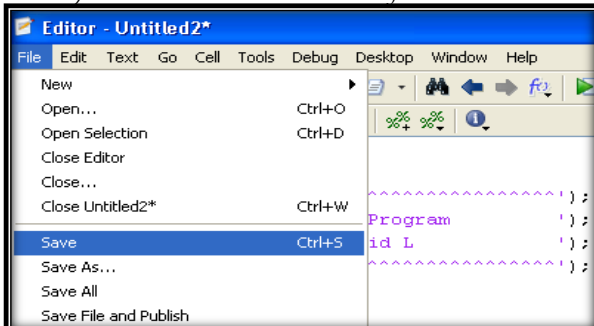 Editor - Untitled2*
File Edit Text Go Cell Tools Debug Desktop Window Help
New
Open... Ctrl+O
Open Selection Ctrl+D
Close Editor
Close...
Close Untitled2* Ctrl+W
^^^^^^^^^^^^^^^^^');
Program ');
Save Ctrl+S
id L ');
Save As...
^^^^^^^^^^^^^^^^^');
Save All
Save File and Publish